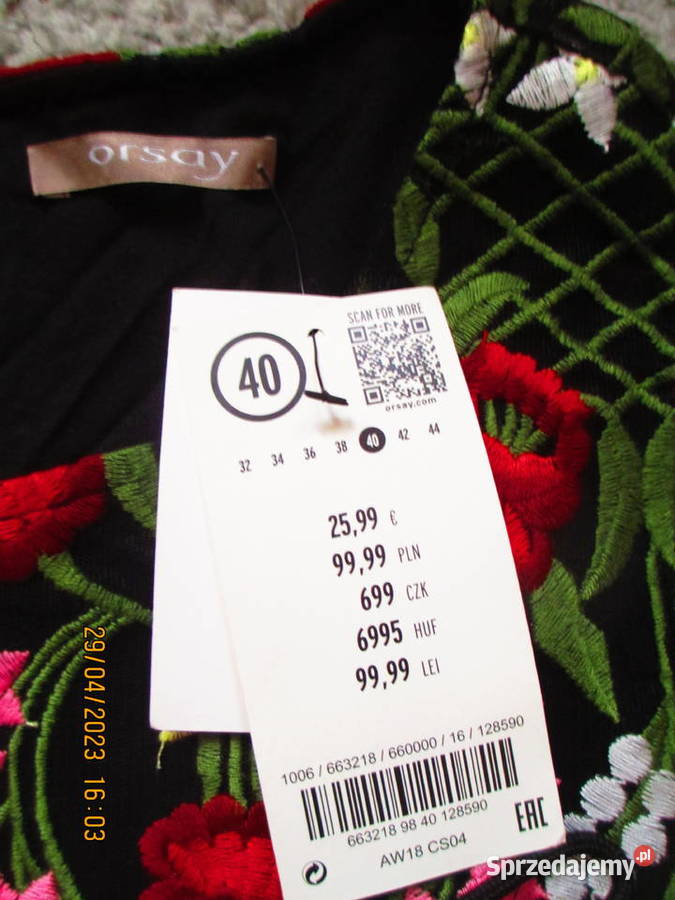 orsay
SCAN FOR MORE
40
orsay.com
32 34 36 38 40 42 44
25,99 €
99,99 PLN
699 CZK
6995 HUF
99,99 LEI
1006 / 663218 / 660000 / 16 / 128590
663218 98 40 128590
AW18 CS04
EAC
29/04/2023 16:03
Sprzedajemy.pl